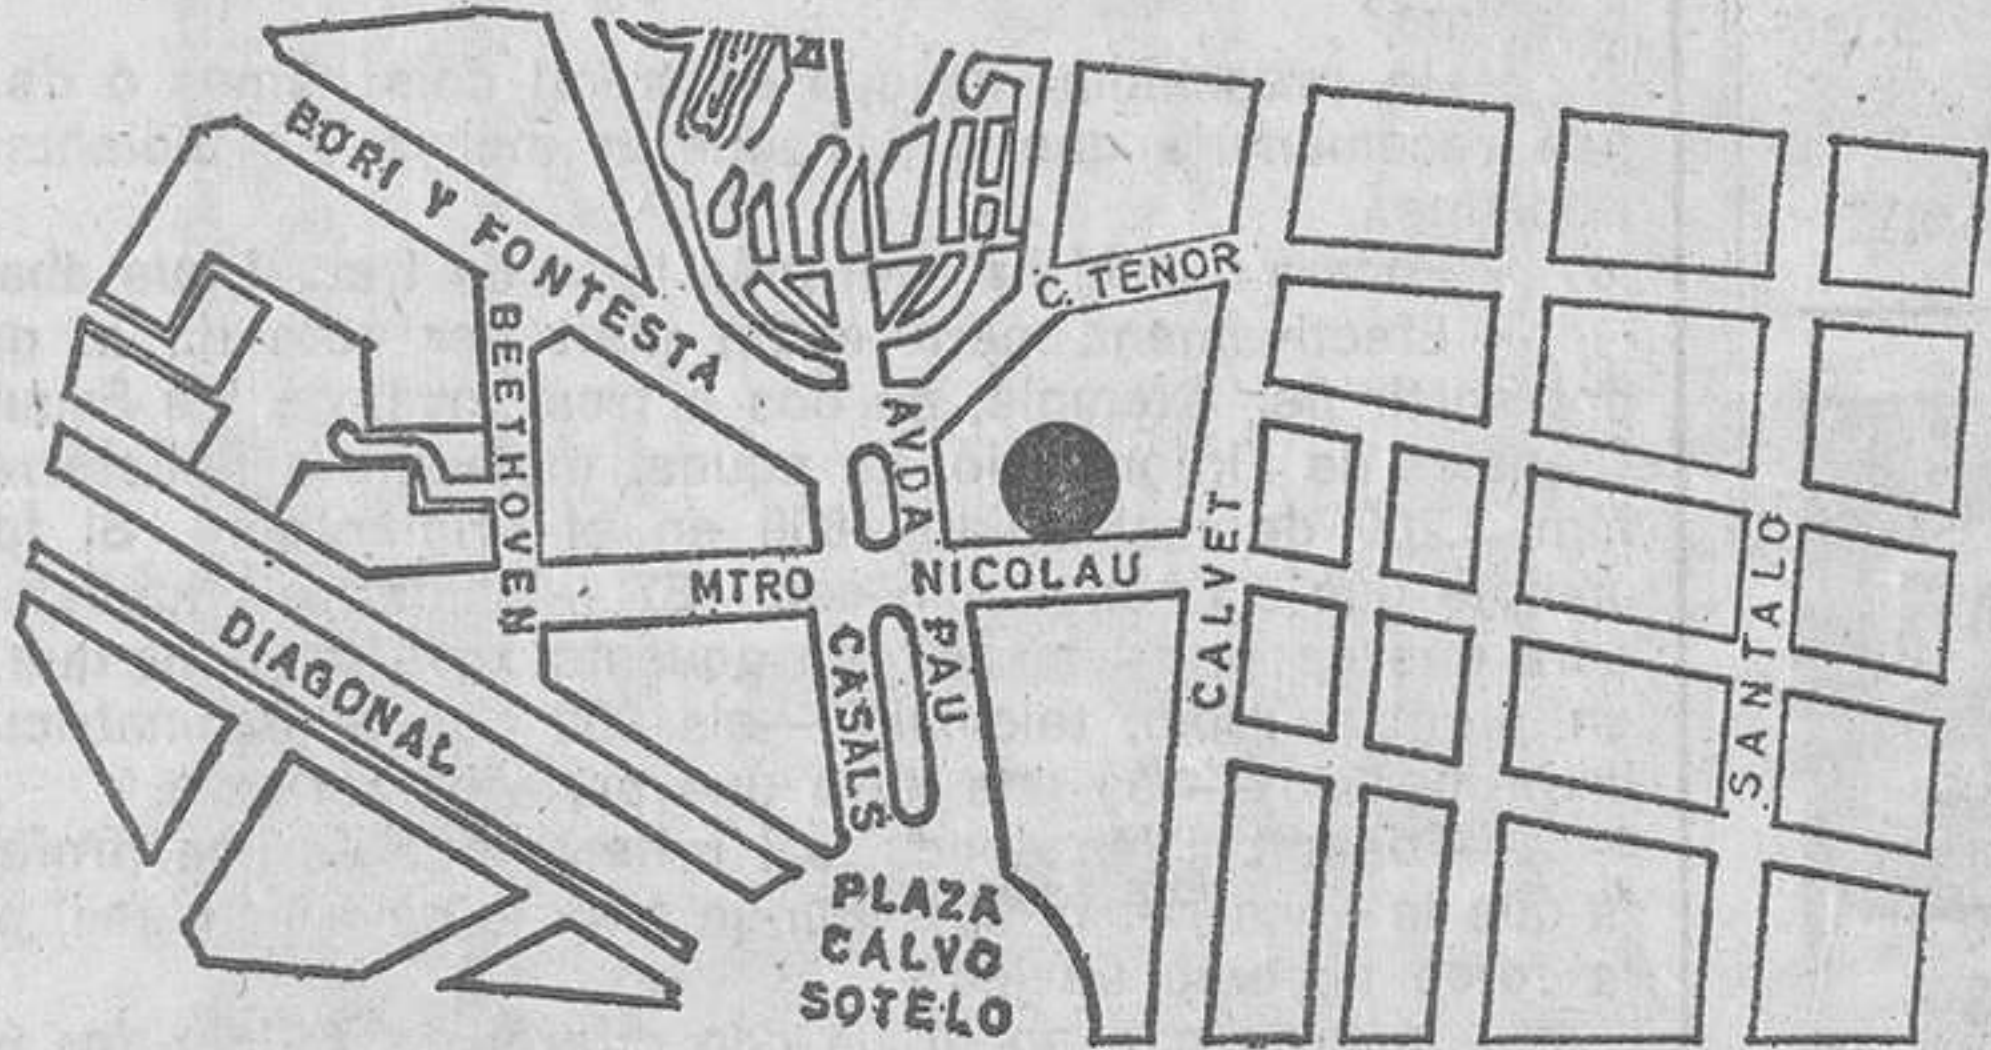 BORI Y FONTESTA
C. TENOR
BEETHOVEN
AVDA
PAU
CASALS
MTRO NICOLAU
CALVET
SANTALO
DIAGONAL
PLAZA
CALVO
SOTELO